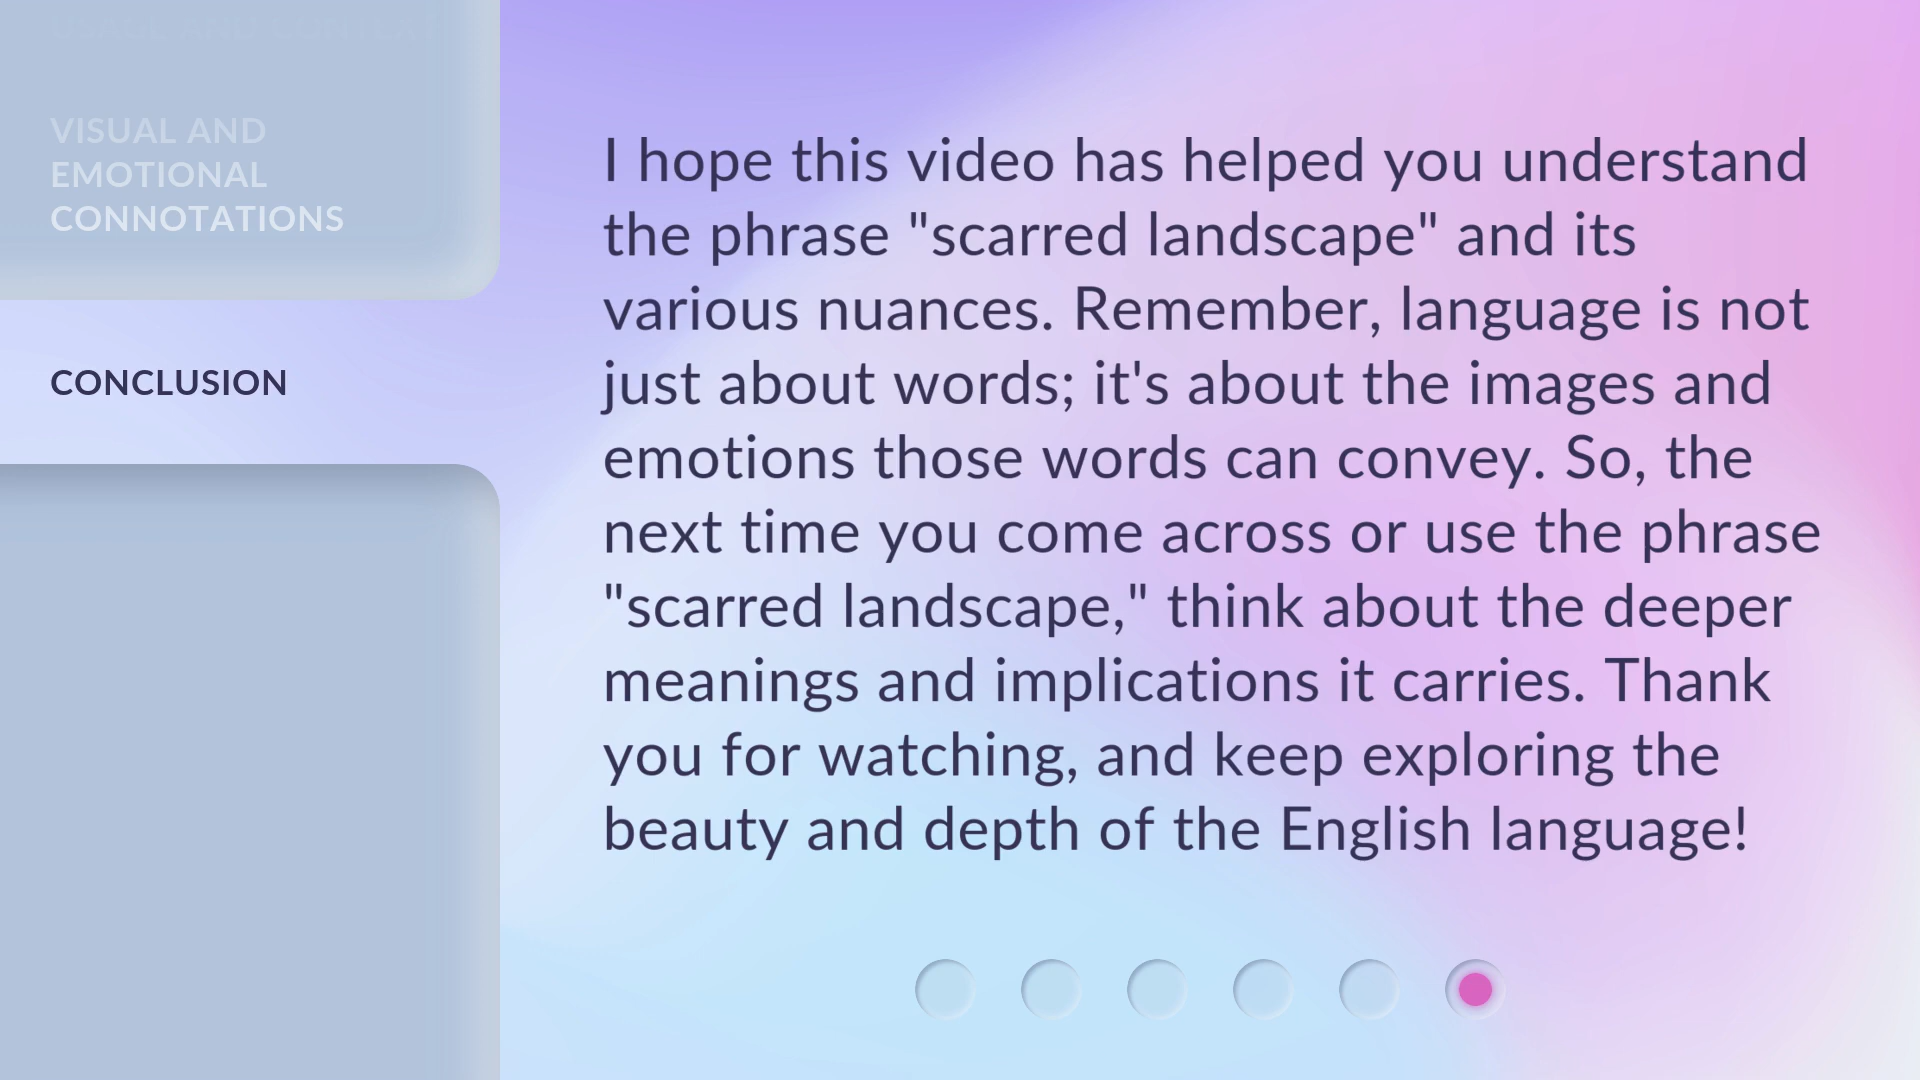 USAGE AND CONTEXT
VISUAL AND
EMOTIONAL
CONNOTATIONS
CONCLUSION
I hope this video has helped you understand
the phrase "scarred landscape" and its
various nuances. Remember, language is not
just about words; it's about the images and
emotions those words can convey. So, the
next time you come across or use the phrase
"scarred landscape," think about the deeper
meanings and implications it carries. Thank
you for watching, and keep exploring the
beauty and depth of the English language!